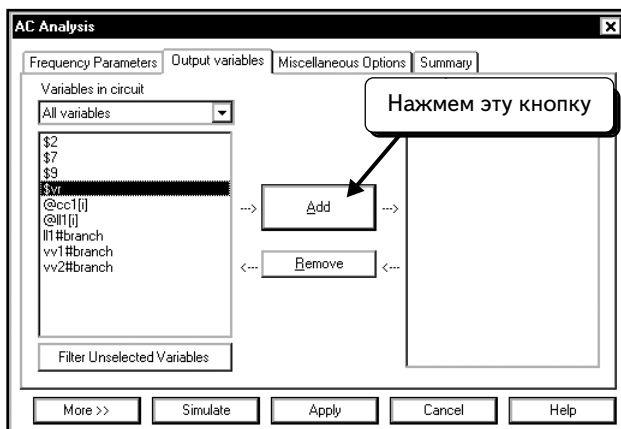 AC Analysis
Frequency Parameters Output variables Miscellaneous Options Summary
Variables in circuit
All variables
Нажмем эту кнопку
$2
$7
$9
$vr
@cc1[i]
@ll1[i]
ll1#branch
vv1#branch
vv2#branch
---> Add --->
<--- Remove <---
Filter Unselected Variables
More >> Simulate Apply Cancel Help